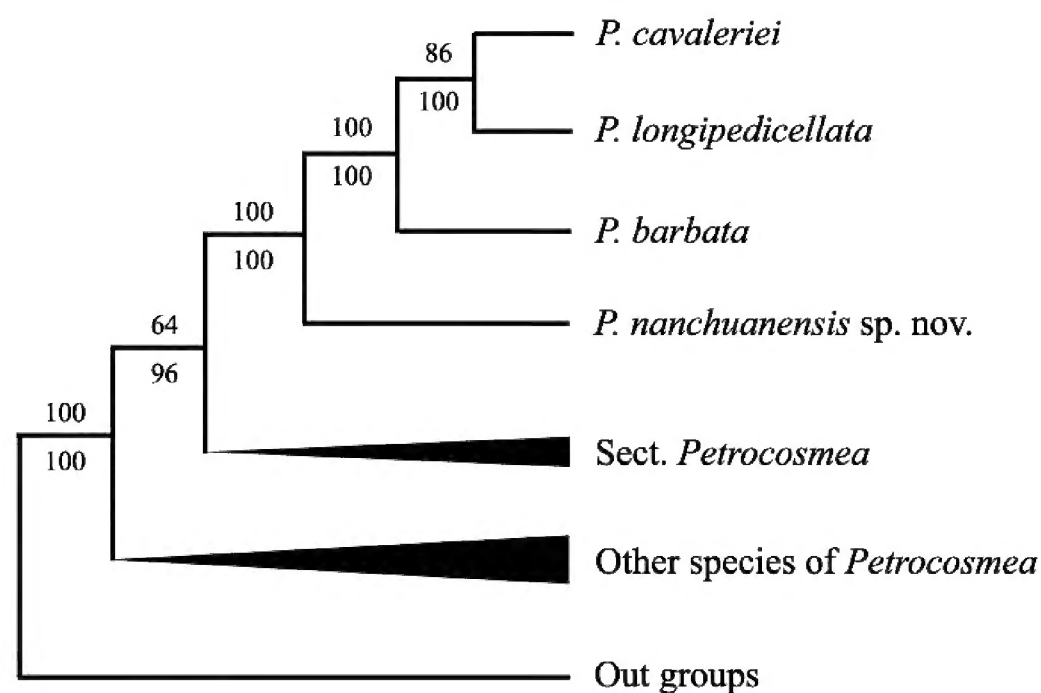 P. cavaleriei
86
100
P. longipedicellata
100
100
P. barbata
100
100
P. nanchuanensis sp. nov.
64
96
Sect. Petrocosmea
100
100
Other species of Petrocosmea
Out groups